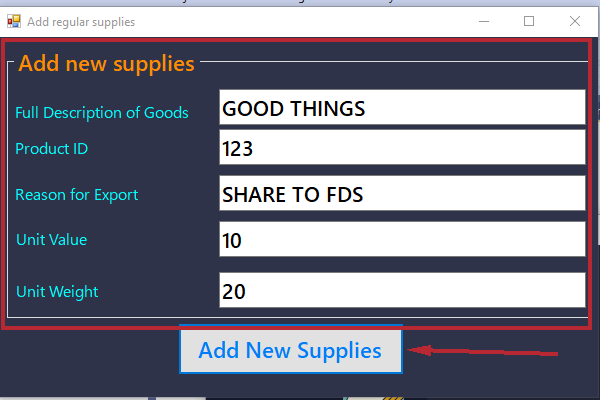 Add regular supplies
Add new supplies
Full Description of Goods GOOD THINGS
Product ID 123
Reason for Export SHARE TO FDS
Unit Value 10
Unit Weight 20
Add New Supplies